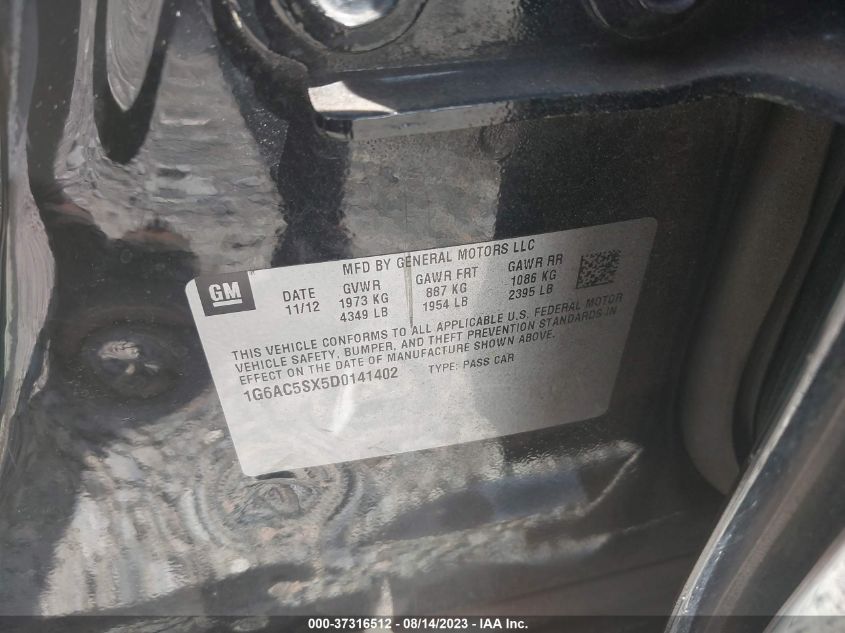 MFD BY GENERAL MOTORS LLC
GM
DATE GVWR GAWR FRT GAWR RR
11/12 1973 KG 887 KG 1086 KG
4349 LB 1954 LB 2395 LB
THIS VEHICLE CONFORMS TO ALL APPLICABLE U.S. FEDERAL MOTOR
VEHICLE SAFETY, BUMPER, AND THEFT PREVENTION STANDARDS IN
EFFECT ON THE DATE OF MANUFACTURE SHOWN ABOVE.
1G6AC5SX5D0141402 TYPE: PASS CAR
000-37316512 - 08/14/2023 - IAA Inc.